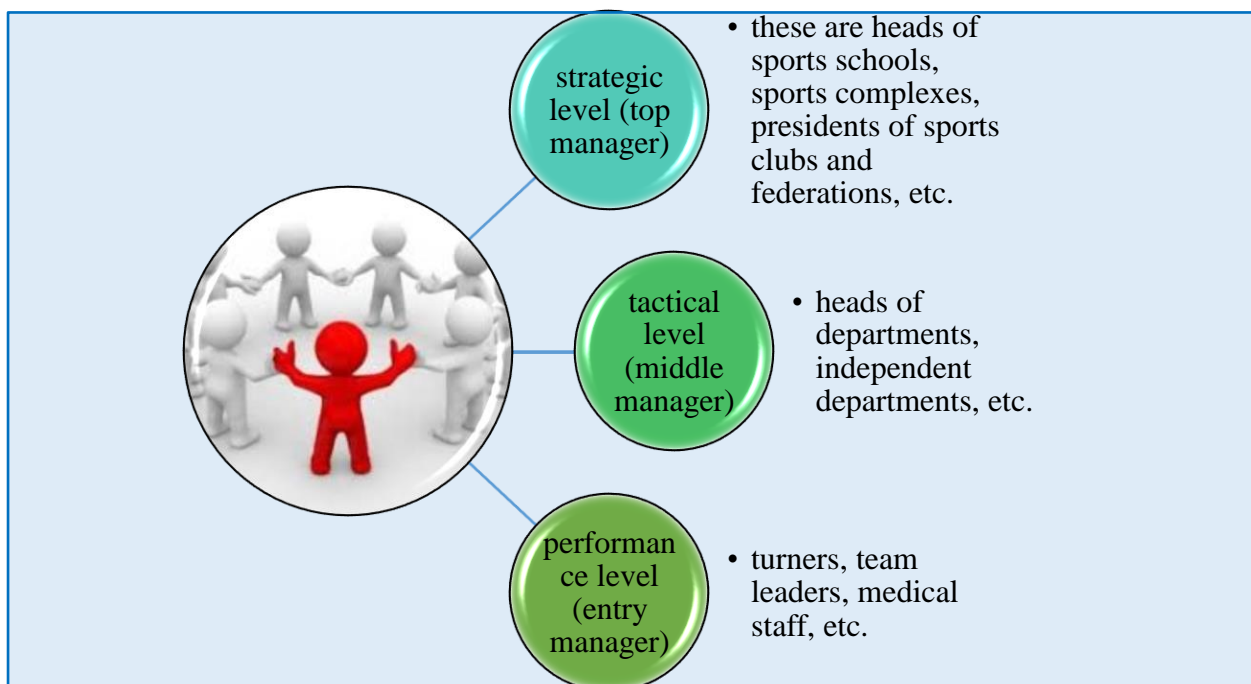 strategic
level (top
manager)
• these are heads of
sports schools,
sports complexes,
presidents of sports
clubs and
federations, etc.
tactical
level
(middle
manager)
• heads of
departments,
independent
departments, etc.
performan
ce level
(entry
manager)
• turners, team
leaders, medical
staff, etc.